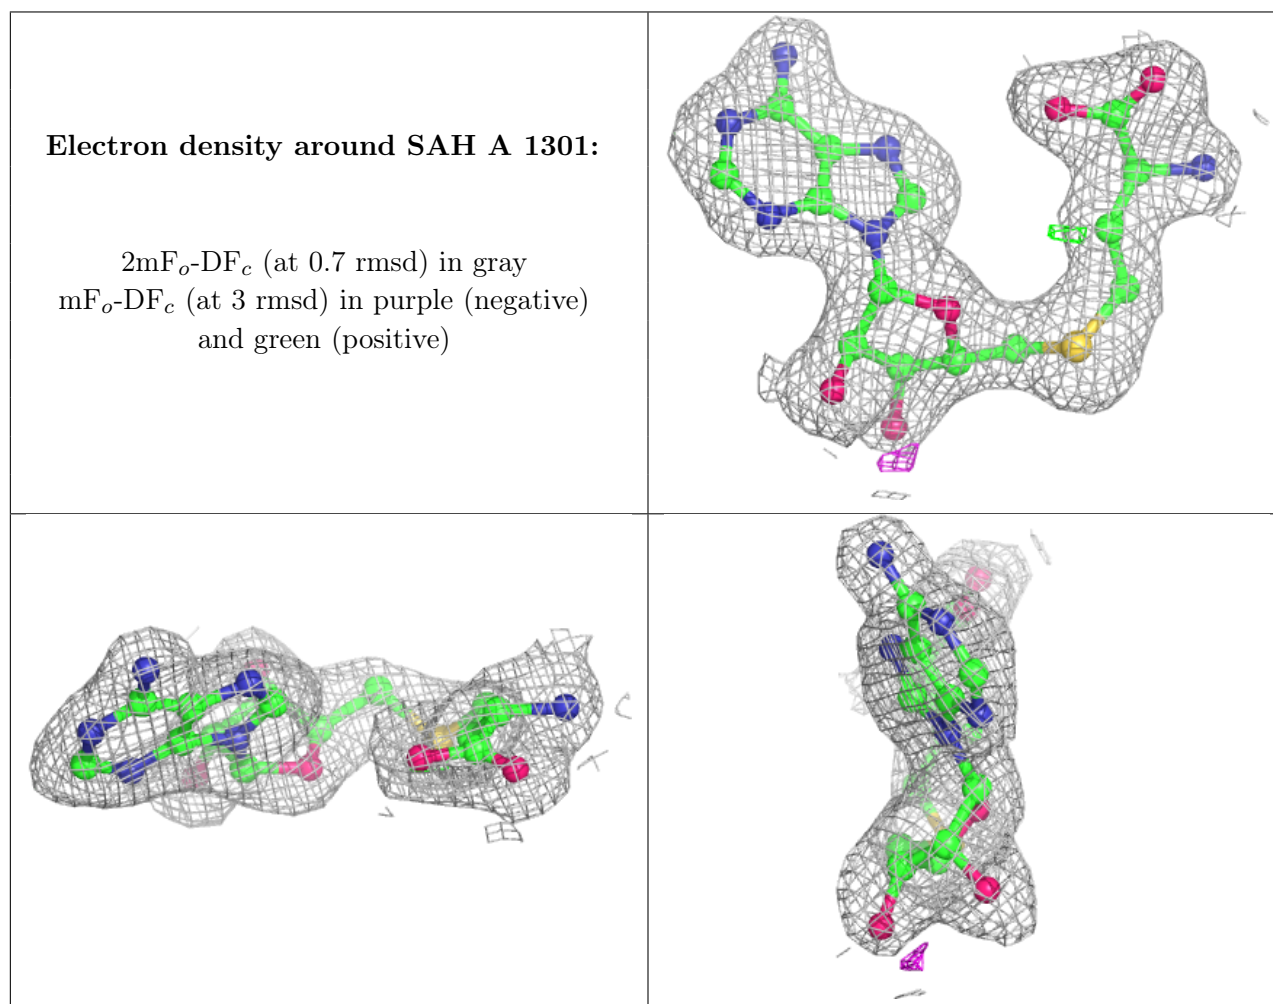 Electron density around SAH A 1301:
2mFo-DFc (at 0.7 rmsd) in gray
mFo-DFc (at 3 rmsd) in purple (negative)
and green (positive)